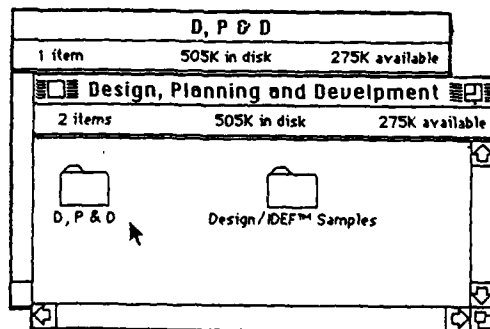 D, P & D
1 item 505K in disk 275K available
Design, Planning and Deuelpment
2 items 505K in disk 275K available
D, P & D Design/IDEF™ Samples